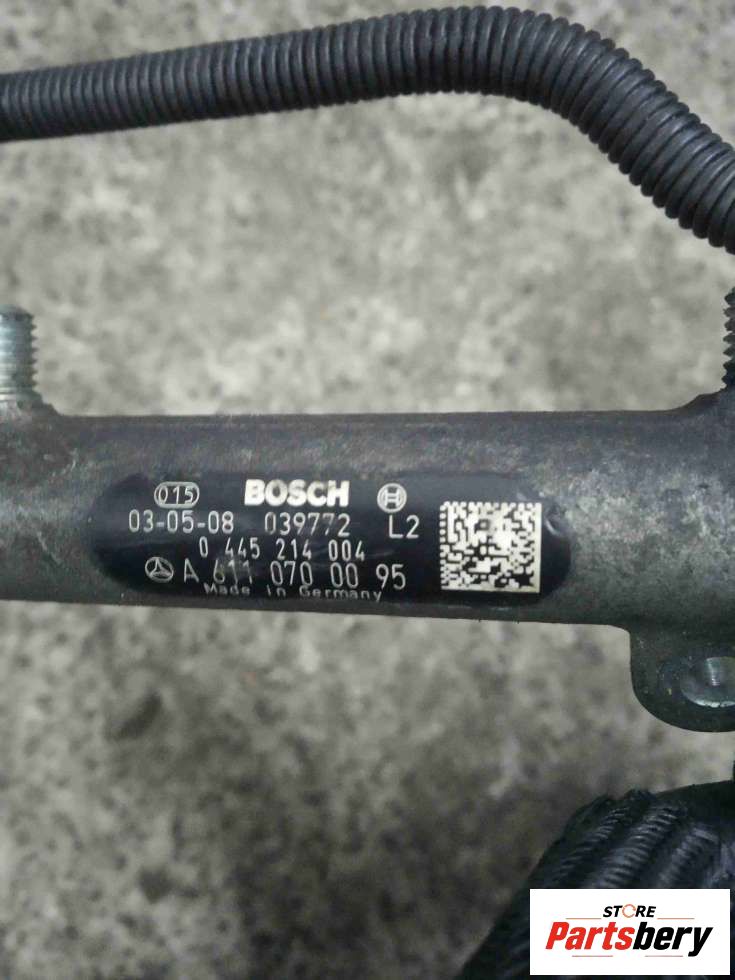 015 BOSCH
03-05-08 039772 L2
0 445 214 004
A 611 070 00 95
Made in Germany
STORE
Partsbery